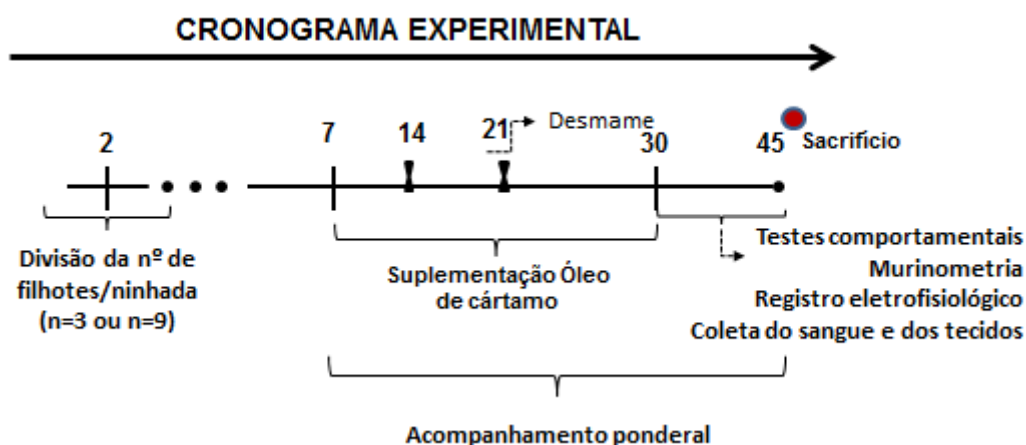 CRONOGRAMA EXPERIMENTAL
2
7
14
21
Desmame
30
45
Sacrifício
Divisão da nº de
filhotes/ninhada
(n=3 ou n=9)
Suplementação Óleo
de cártamo
Testes comportamentais
Murinometria
Registro eletrofisiológico
Coleta do sangue e dos tecidos
Acompanhamento ponderal